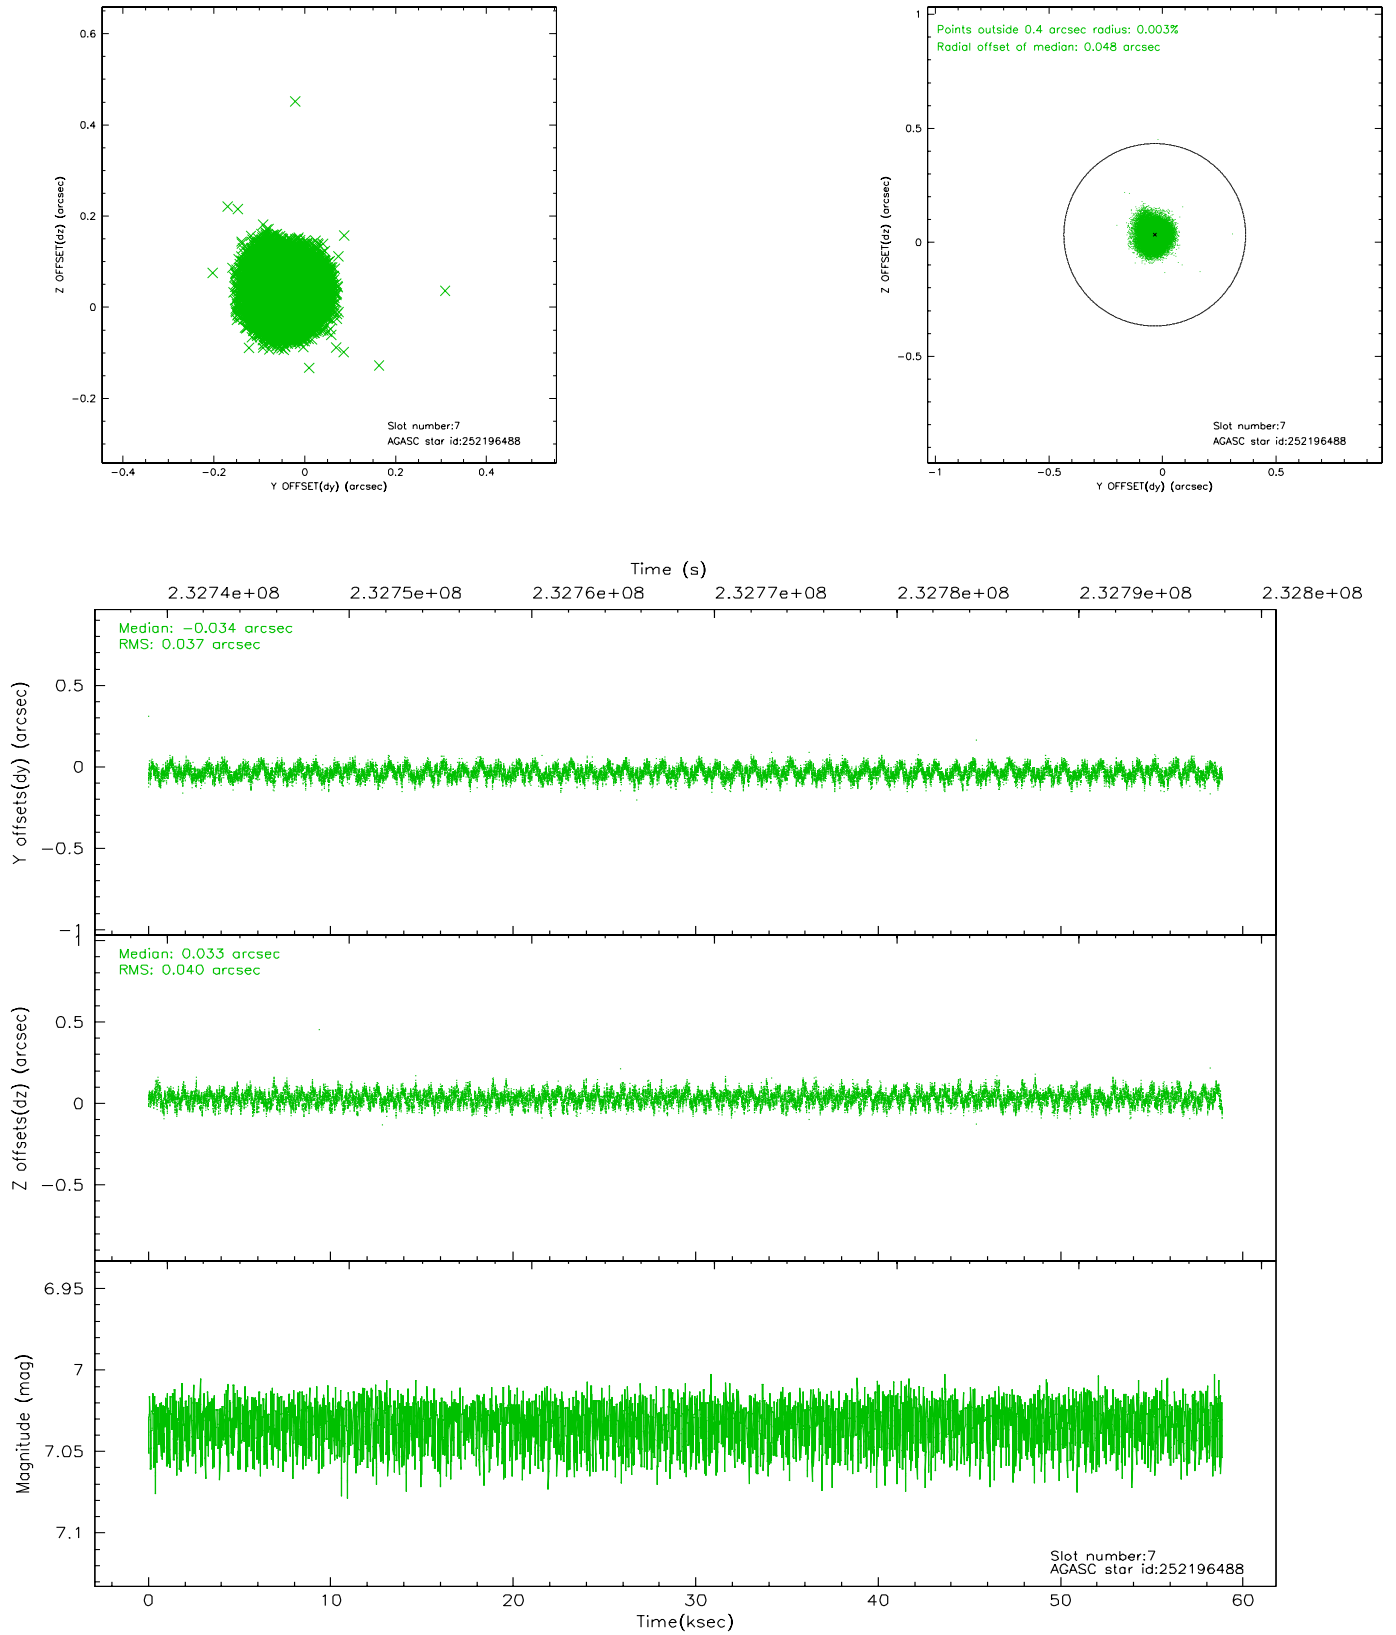 0.6
0.4
0.2
0
−0.2
Z OFFSET(dz) (arcsec)
Slot number:7
AGASC star id:252196488
−0.4 −0.2 0 0.2 0.4
Y OFFSET(dy) (arcsec)
1
0.5
0
−0.5
−1
Z OFFSET(dz) (arcsec)
Points outside 0.4 arcsec radius: 0.003%
Radial offset of median: 0.048 arcsec
Slot number:7
AGASC star id:252196488
−1 −0.5 0 0.5
Y OFFSET(dy) (arcsec)
Time (s)
2.3274e+08 2.3275e+08 2.3276e+08 2.3277e+08 2.3278e+08 2.3279e+08 2.328e+08
Median: −0.034 arcsec
RMS: 0.037 arcsec
0.5
0
−0.5
−1
Y offsets(dy) (arcsec)
Median: 0.033 arcsec
RMS: 0.040 arcsec
1
0.5
0
−0.5
Z offsets(dz) (arcsec)
6.95
7
7.05
7.1
Magnitude (mag)
Slot number:7
AGASC star id:252196488
0 10 20 30 40 50 60
Time(ksec)